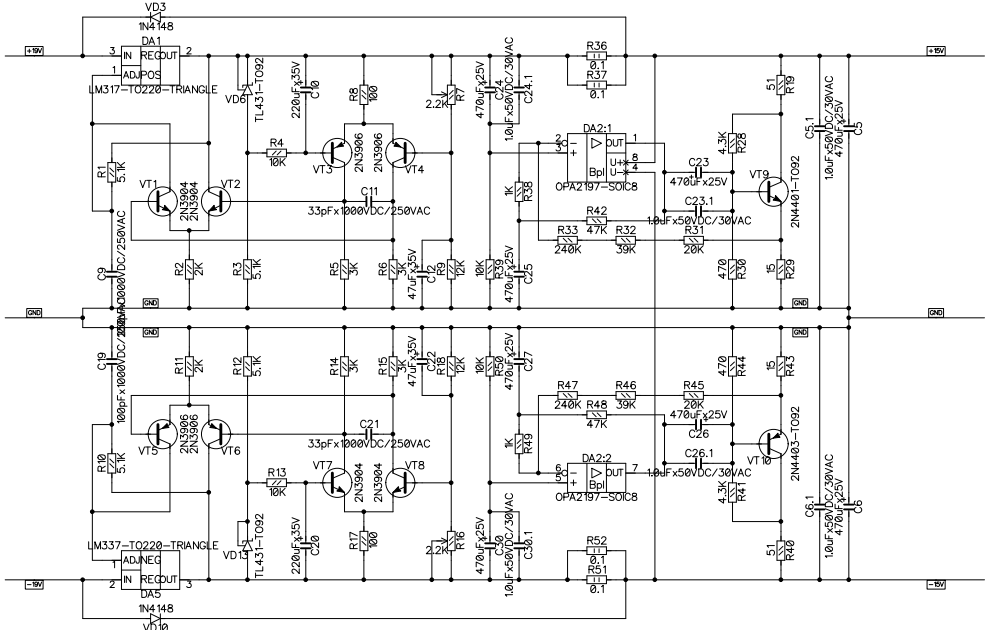 VD3
1N4148
+19V
+15V
DA1
3 IN REG OUT 2
1 ADJ POS
LM317-TO220-TRIANGLE
VD6
TL431-TO92
C10
220uFx35V
R8
100
R7
2.2K
C24
470uFx25V
C24.1
1.0uFx50VDC/30VAC
R36
0.1
R37
0.1
R19
51
R28
4.3K
C5.1
1.0uFx50VDC/30VAC
C5
470uFx25V
R4
10K
VT3
2N3906
2N3906
VT4
DA2:1
2
3
OUT 1
U+ 8
U- 4
Bpl
OPA2197-SOIC8
C23
470uFx25V
C23.1
1.0uFx50VDC/30VAC
VT9
2N4401-TO92
R1
5.1K
VT1
2N3904
2N3904
VT2
C11
33pFx1000VDC/250VAC
R38
1K
R42
47K
R33
240K
R32
39K
R31
20K
C9
R2
2K
R3
5.1K
R5
3K
R6
3K
C12
47uFx35V
R9
12K
R39
10K
C25
470uFx25V
R30
470
R29
15
GND
GND
GND
GND
GND
GND
C19
100pFx1000VDC/250VAC
R11
2K
R12
5.1K
R14
3K
R15
3K
C22
47uFx35V
R18
12K
R50
10K
C27
470uFx25V
R44
470
R43
15
R47
240K
R46
39K
R45
20K
R48
47K
470uFx25V
C26
C26.1
1.0uFx50VDC/30VAC
R49
1K
VT5
2N3906
2N3906
VT6
C21
33pFx1000VDC/250VAC
VT10
2N4403-TO92
R10
5.1K
R13
10K
VT7
2N3904
2N3904
VT8
DA2:2
6
5
OUT 7
Bpl
OPA2197-SOIC8
R41
4.3K
C6.1
1.0uFx50VDC/30VAC
C6
470uFx25V
VD13
TL431-TO92
C20
220uFx35V
R17
100
R16
2.2K
C30
470uFx25V
C30.1
1.0uFx50VDC/30VAC
R52
0.1
R51
0.1
R40
51
LM337-TO220-TRIANGLE
1 ADJ NEG
2 IN REG OUT 3
DA5
-19V
-15V
1N4148
VD10